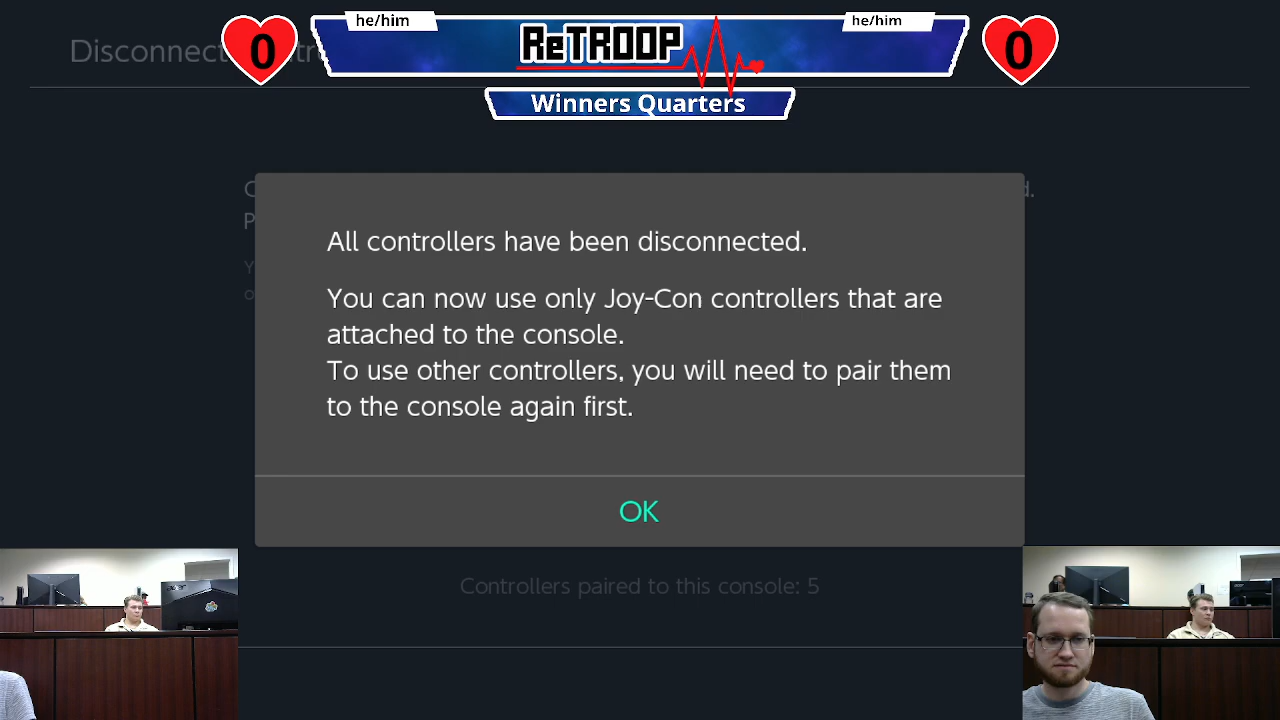 he/him
he/him
Disconnect
0
ReTROOP
0
Winners Quarters
All controllers have been disconnected.
You can now use only Joy-Con controllers that are
attached to the console.
To use other controllers, you will need to pair them
to the console again first.
OK
Controllers paired to this console: 5